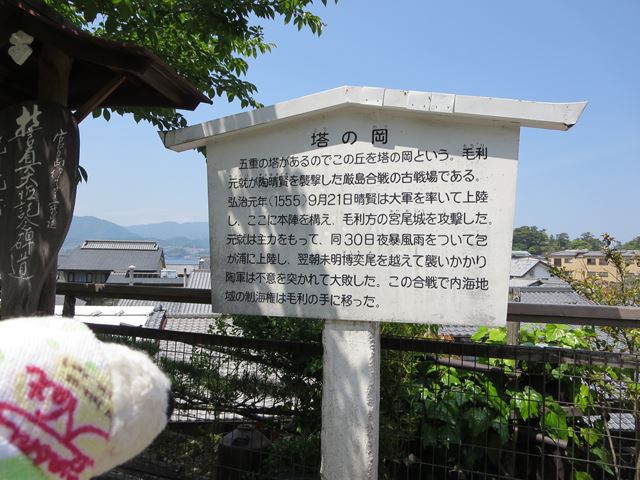 塔の岡
五重の塔があるのでこの丘を塔の岡という。毛利
元就が陶晴賢を襲撃した厳島合戦の古戦場である。
弘治元年(1555)9月21日晴賢は大軍を率いて上陸
し、ここに本陣を構え、毛利方の宮尾城を攻撃した。
元就は主力をもって、同30日夜暴風雨をついて包
が浦に上陸し、翌朝博奕尾を越えて襲いかかり
陶軍は不意を突かれて大敗した。この合戦で内海地
域の制海権は毛利の手に移った。